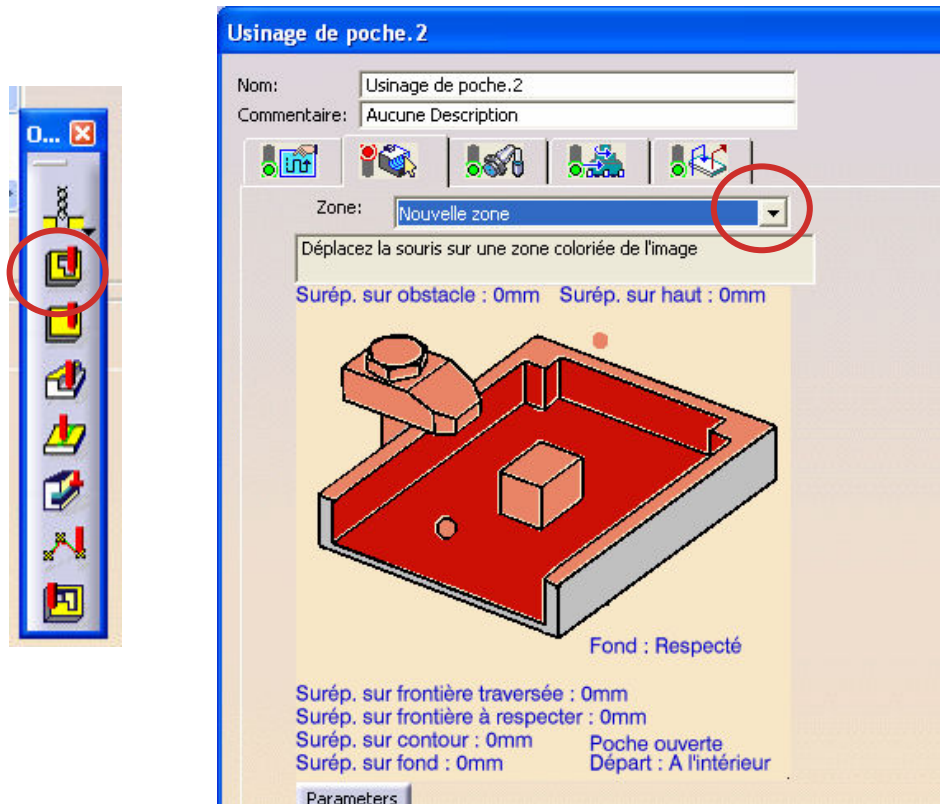 Usinage de poche.2
O...
Nom: Usinage de poche.2
Commentaire: Aucune Description
Zone: Nouvelle zone
Déplacez la souris sur une zone coloriée de l'image
Surép. sur obstacle : 0mm Surép. sur haut : 0mm
Fond : Respecté
Surép. sur frontière traversée : 0mm
Surép. sur frontière à respecter : 0mm
Surép. sur contour : 0mm Poche ouverte
Surép. sur fond : 0mm Départ : A l'intérieur
Parameters